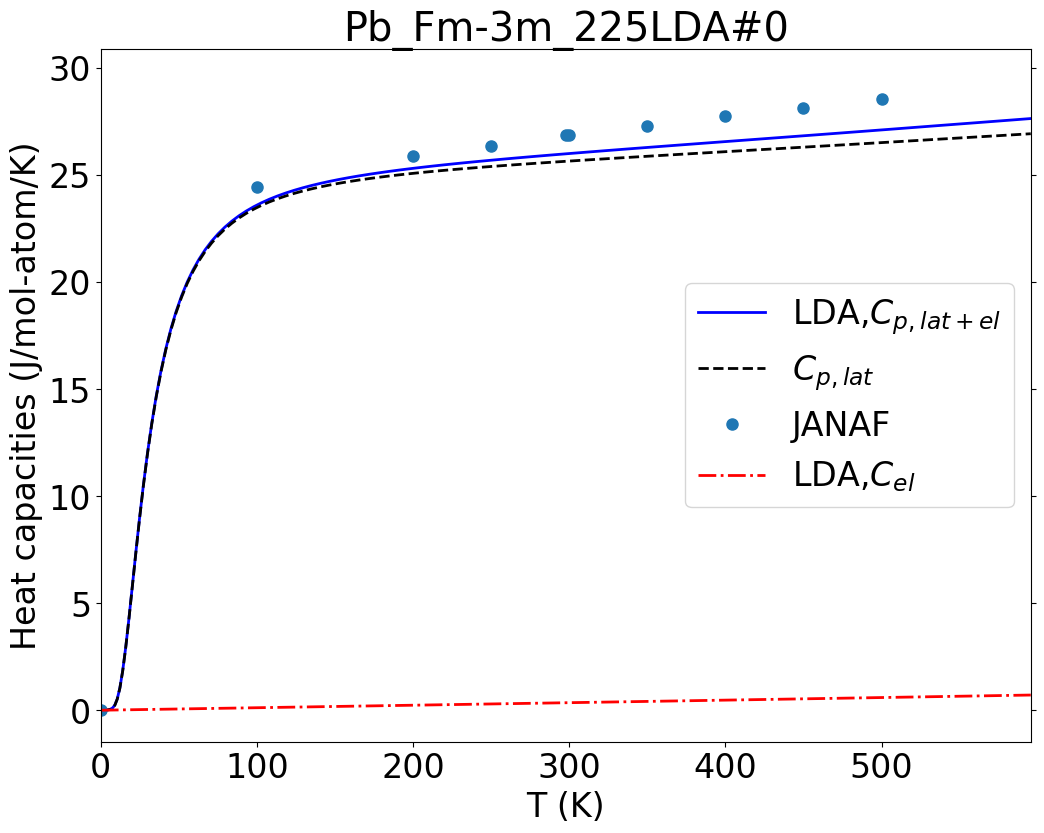 Pb_Fm-3m_225LDA#0
Heat capacities (J/mol-atom/K)
30
25
20
15
10
5
0
LDA,C_{p,lat+el}
C_{p,lat}
JANAF
LDA,C_{el}
0 100 200 300 400 500
T (K)